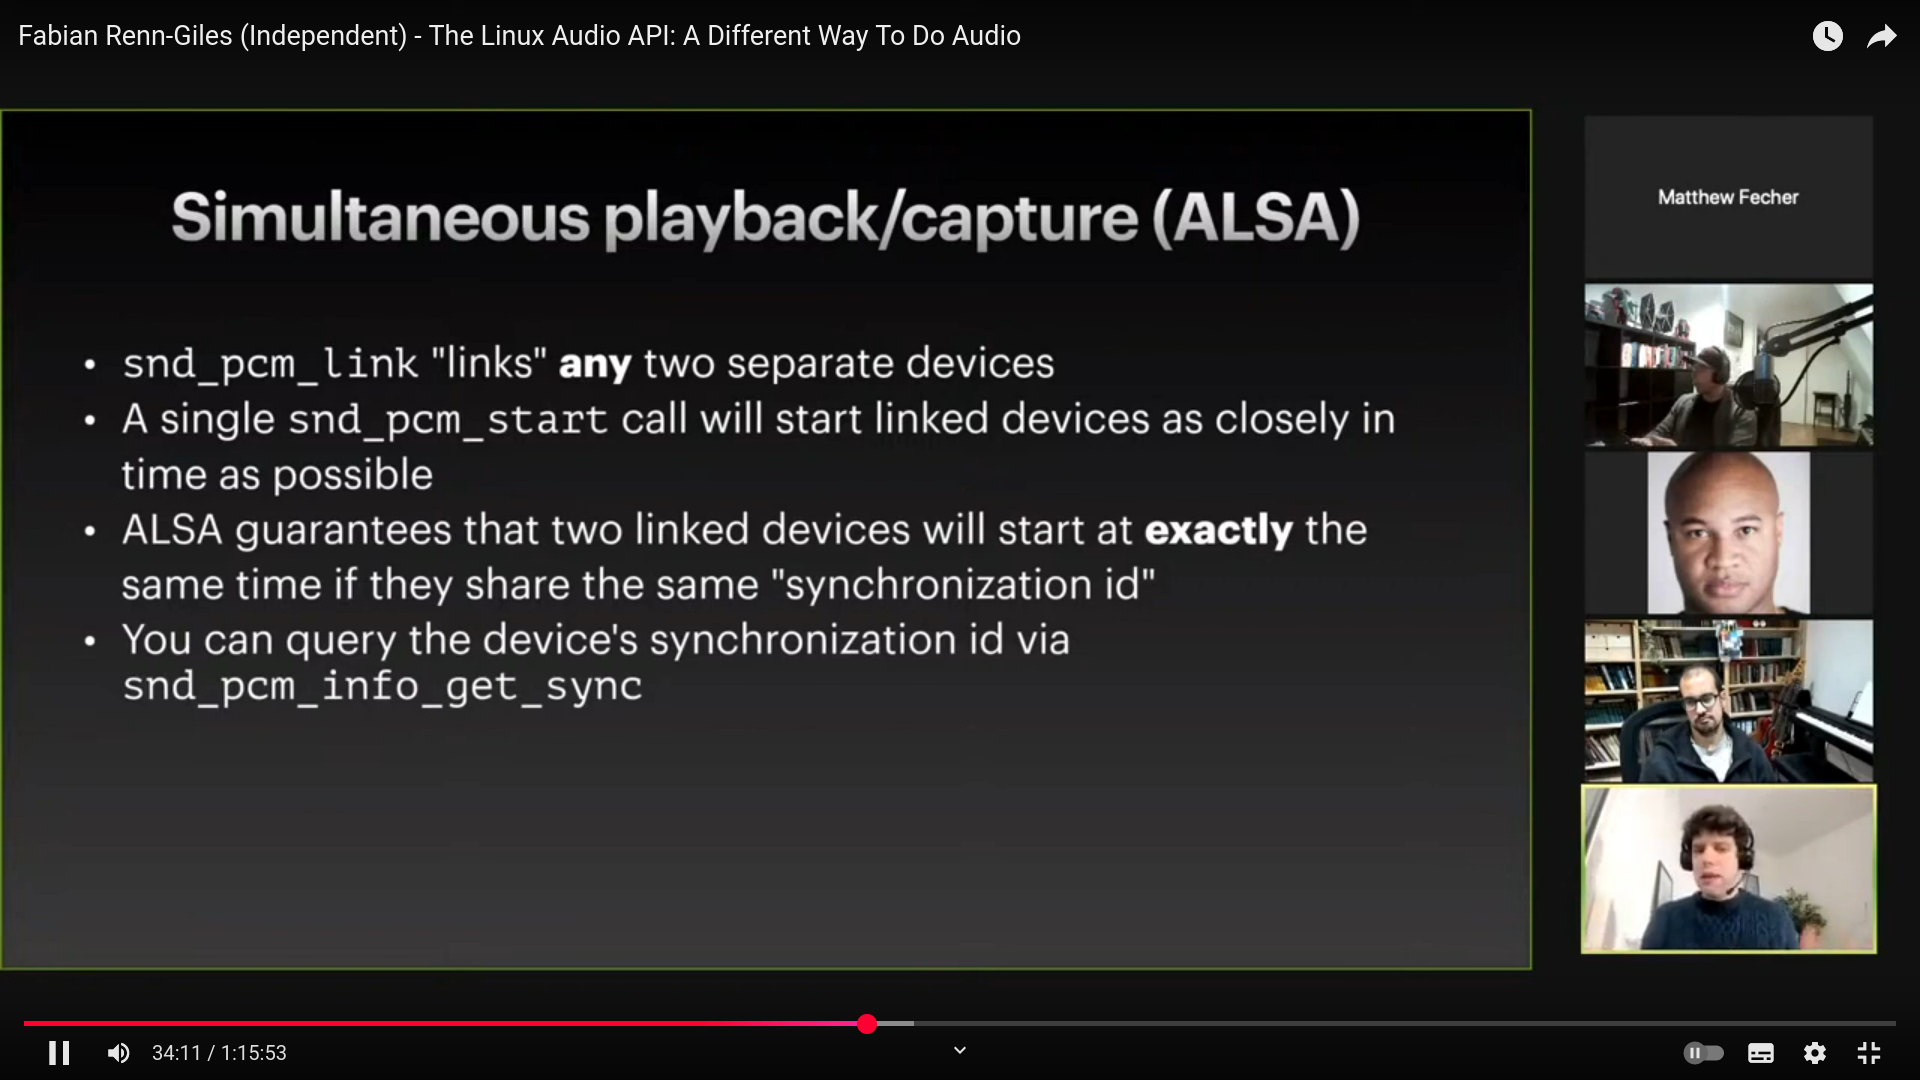 Fabian Renn-Giles (Independent) - The Linux Audio API: A Different Way To Do Audio
Simultaneous playback/capture (ALSA)
• snd_pcm_link "links" any two separate devices
• A single snd_pcm_start call will start linked devices as closely in
time as possible
• ALSA guarantees that two linked devices will start at exactly the
same time if they share the same "synchronization id"
• You can query the device's synchronization id via
snd_pcm_info_get_sync
Matthew Fecher
34:11 / 1:15:53